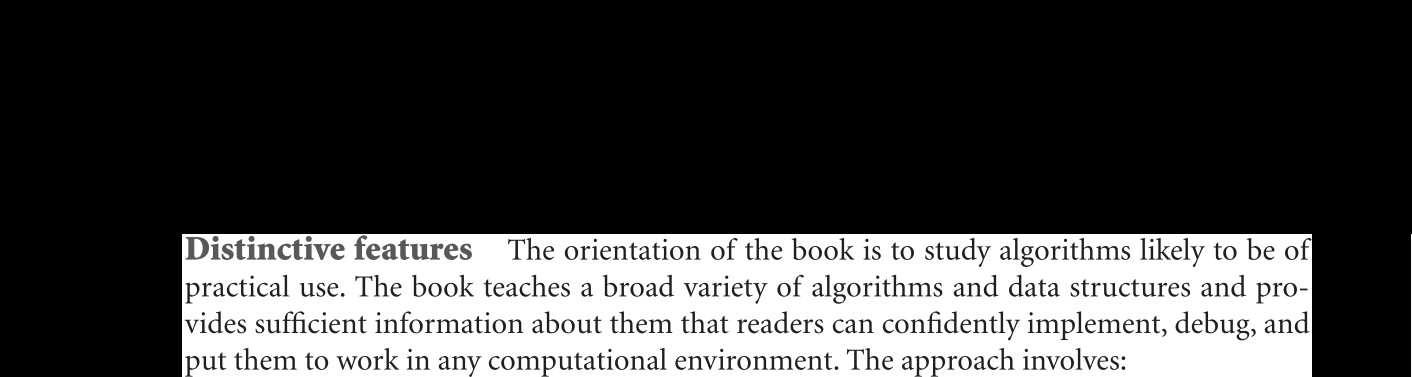 Distinctive features The orientation of the book is to study algorithms likely to be of
practical use. The book teaches a broad variety of algorithms and data structures and pro-
vides sufficient information about them that readers can confidently implement, debug, and
put them to work in any computational environment. The approach involves: